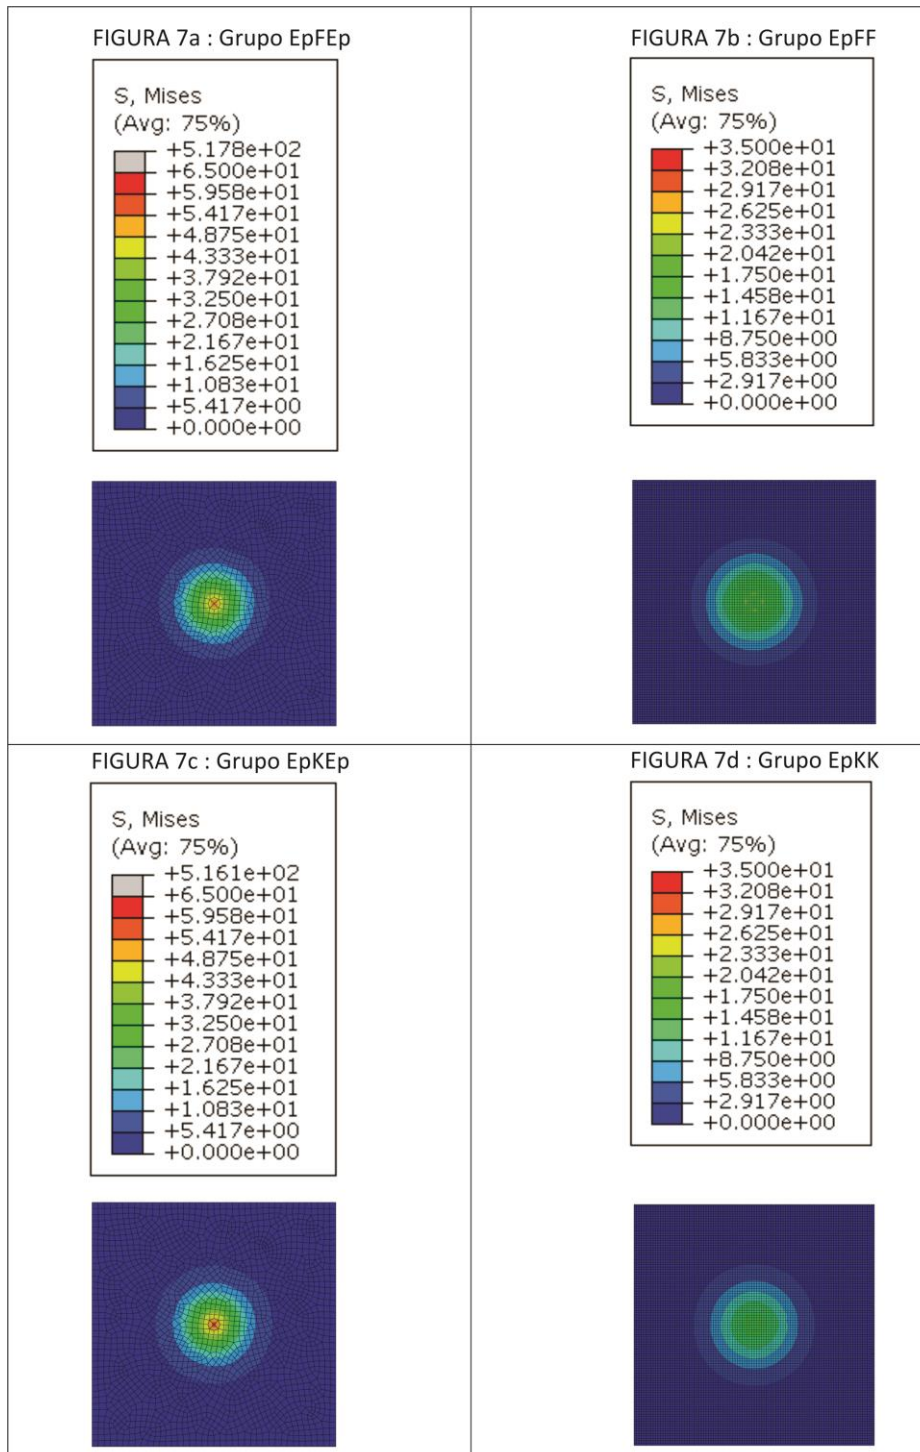 FIGURA 7a : Grupo EpFEp
S, Mises
(Avg: 75%)
+5.178e+02
+6.500e+01
+5.958e+01
+5.417e+01
+4.875e+01
+4.333e+01
+3.792e+01
+3.250e+01
+2.708e+01
+2.167e+01
+1.625e+01
+1.083e+01
+5.417e+00
+0.000e+00
FIGURA 7b : Grupo EpFF
S, Mises
(Avg: 75%)
+3.500e+01
+3.208e+01
+2.917e+01
+2.625e+01
+2.333e+01
+2.042e+01
+1.750e+01
+1.458e+01
+1.167e+01
+8.750e+00
+5.833e+00
+2.917e+00
+0.000e+00
FIGURA 7c : Grupo EpKEp
S, Mises
(Avg: 75%)
+5.161e+02
+6.500e+01
+5.958e+01
+5.417e+01
+4.875e+01
+4.333e+01
+3.792e+01
+3.250e+01
+2.708e+01
+2.167e+01
+1.625e+01
+1.083e+01
+5.417e+00
+0.000e+00
FIGURA 7d : Grupo EpKK
S, Mises
(Avg: 75%)
+3.500e+01
+3.208e+01
+2.917e+01
+2.625e+01
+2.333e+01
+2.042e+01
+1.750e+01
+1.458e+01
+1.167e+01
+8.750e+00
+5.833e+00
+2.917e+00
+0.000e+00